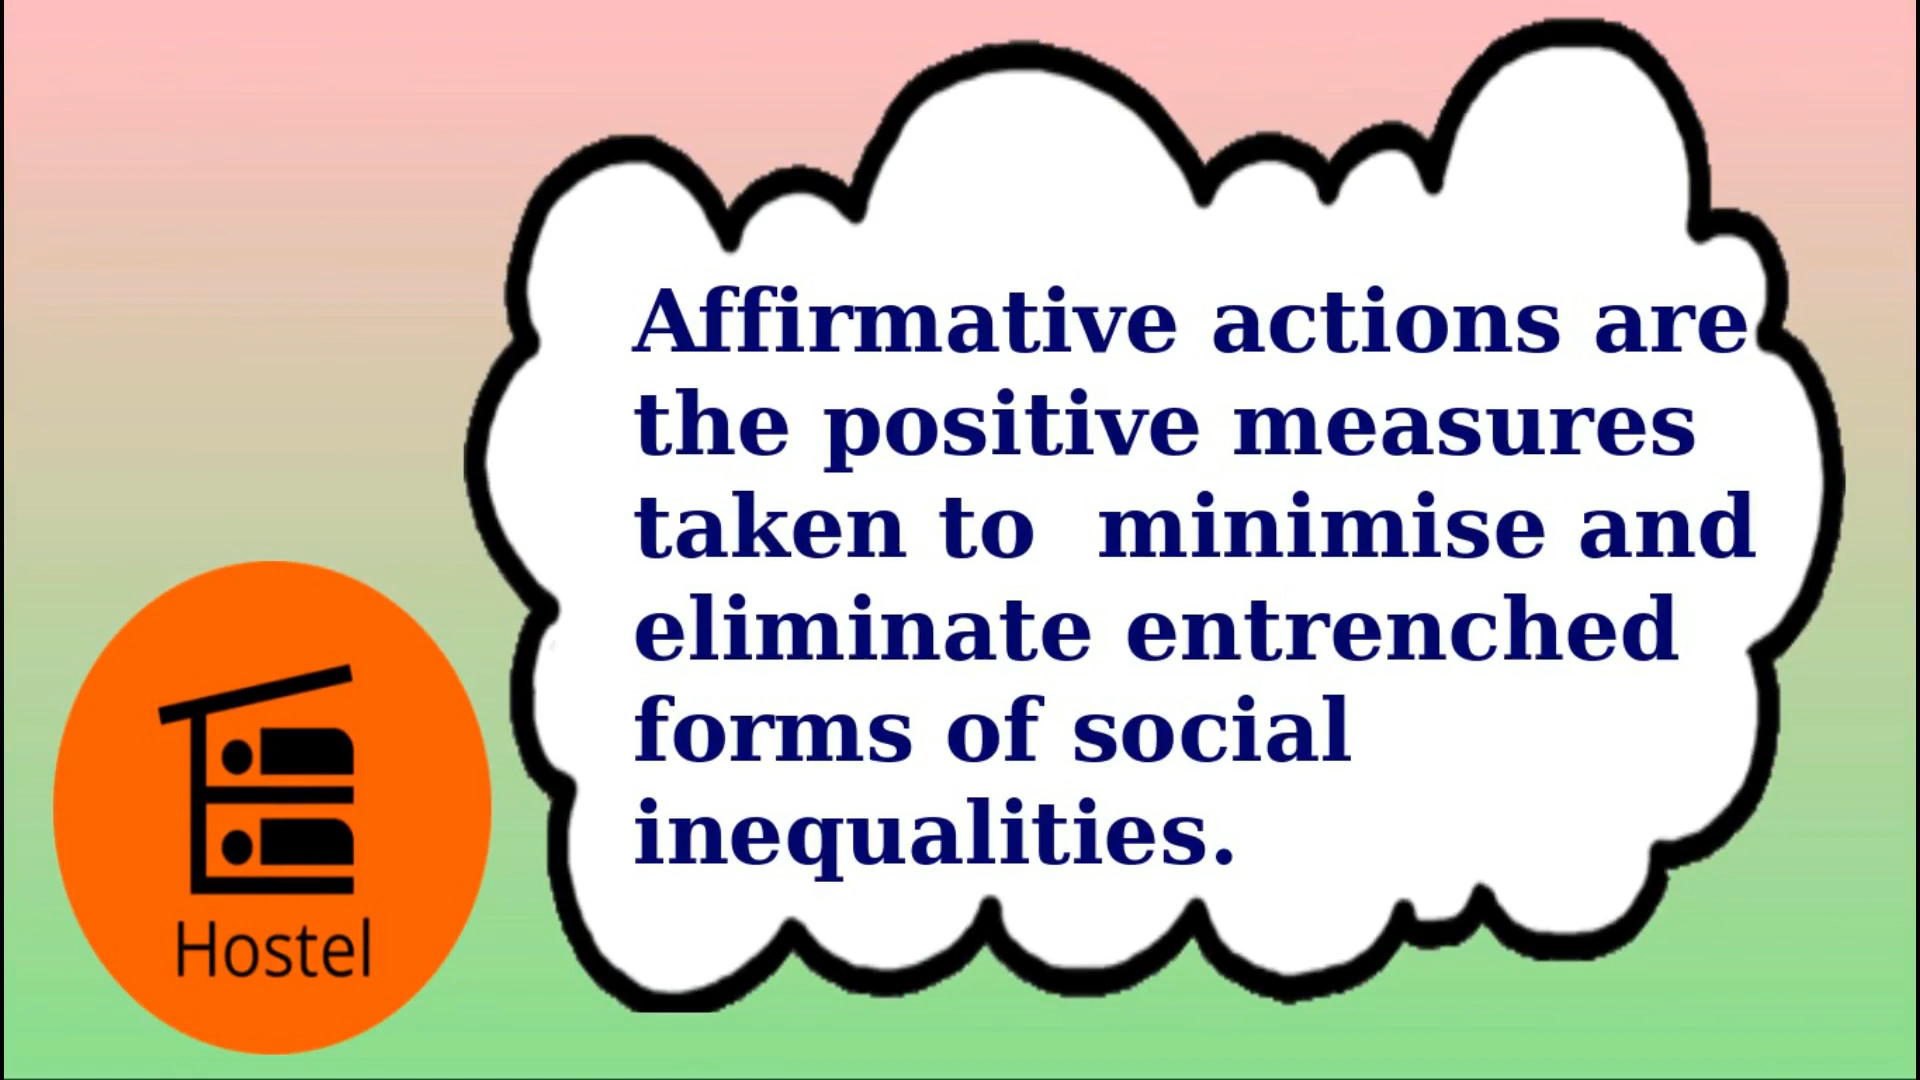 Affirmative actions are
the positive measures
taken to  minimise and
eliminate entrenched
forms of social
inequalities.
Hostel